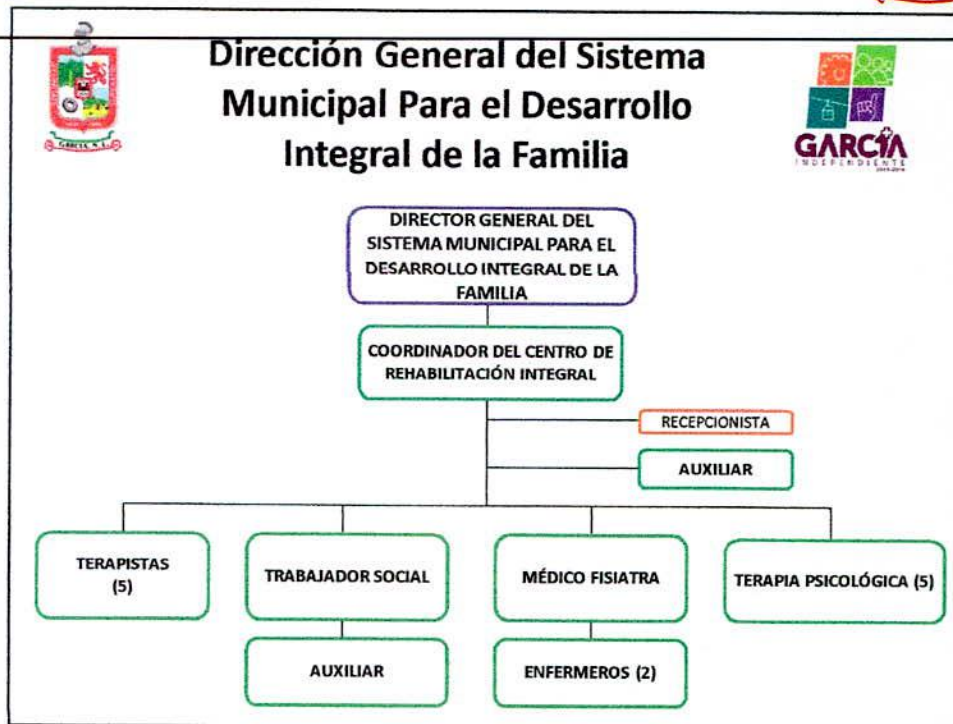 Dirección General del Sistema
Municipal Para el Desarrollo
Integral de la Familia
GARCIA, N. L.
GARCÍA
INDEPENDIENTE
DIRECTOR GENERAL DEL
SISTEMA MUNICIPAL PARA EL
DESARROLLO INTEGRAL DE LA
FAMILIA
COORDINADOR DEL CENTRO DE
REHABILITACIÓN INTEGRAL
RECEPCIONISTA
AUXILIAR
TERAPISTAS
(5)
TRABAJADOR SOCIAL
MÉDICO FISIATRA
TERAPIA PSICOLÓGICA (5)
AUXILIAR
ENFERMEROS (2)